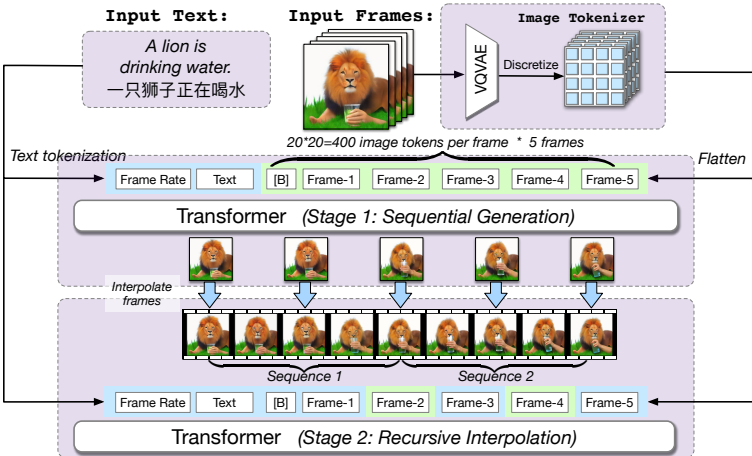 Input Text:
Input Frames:
Image Tokenizer
A lion is
drinking water.
一只狮子正在喝水
VQVAE
Discretize
20*20=400 image tokens per frame * 5 frames
Text tokenization
Flatten
Frame Rate Text [B] Frame-1 Frame-2 Frame-3 Frame-4 Frame-5
Transformer (Stage 1: Sequential Generation)
Interpolate
frames
Sequence 1 Sequence 2
Frame Rate Text [B] Frame-1 Frame-2 Frame-3 Frame-4 Frame-5
Transformer (Stage 2: Recursive Interpolation)